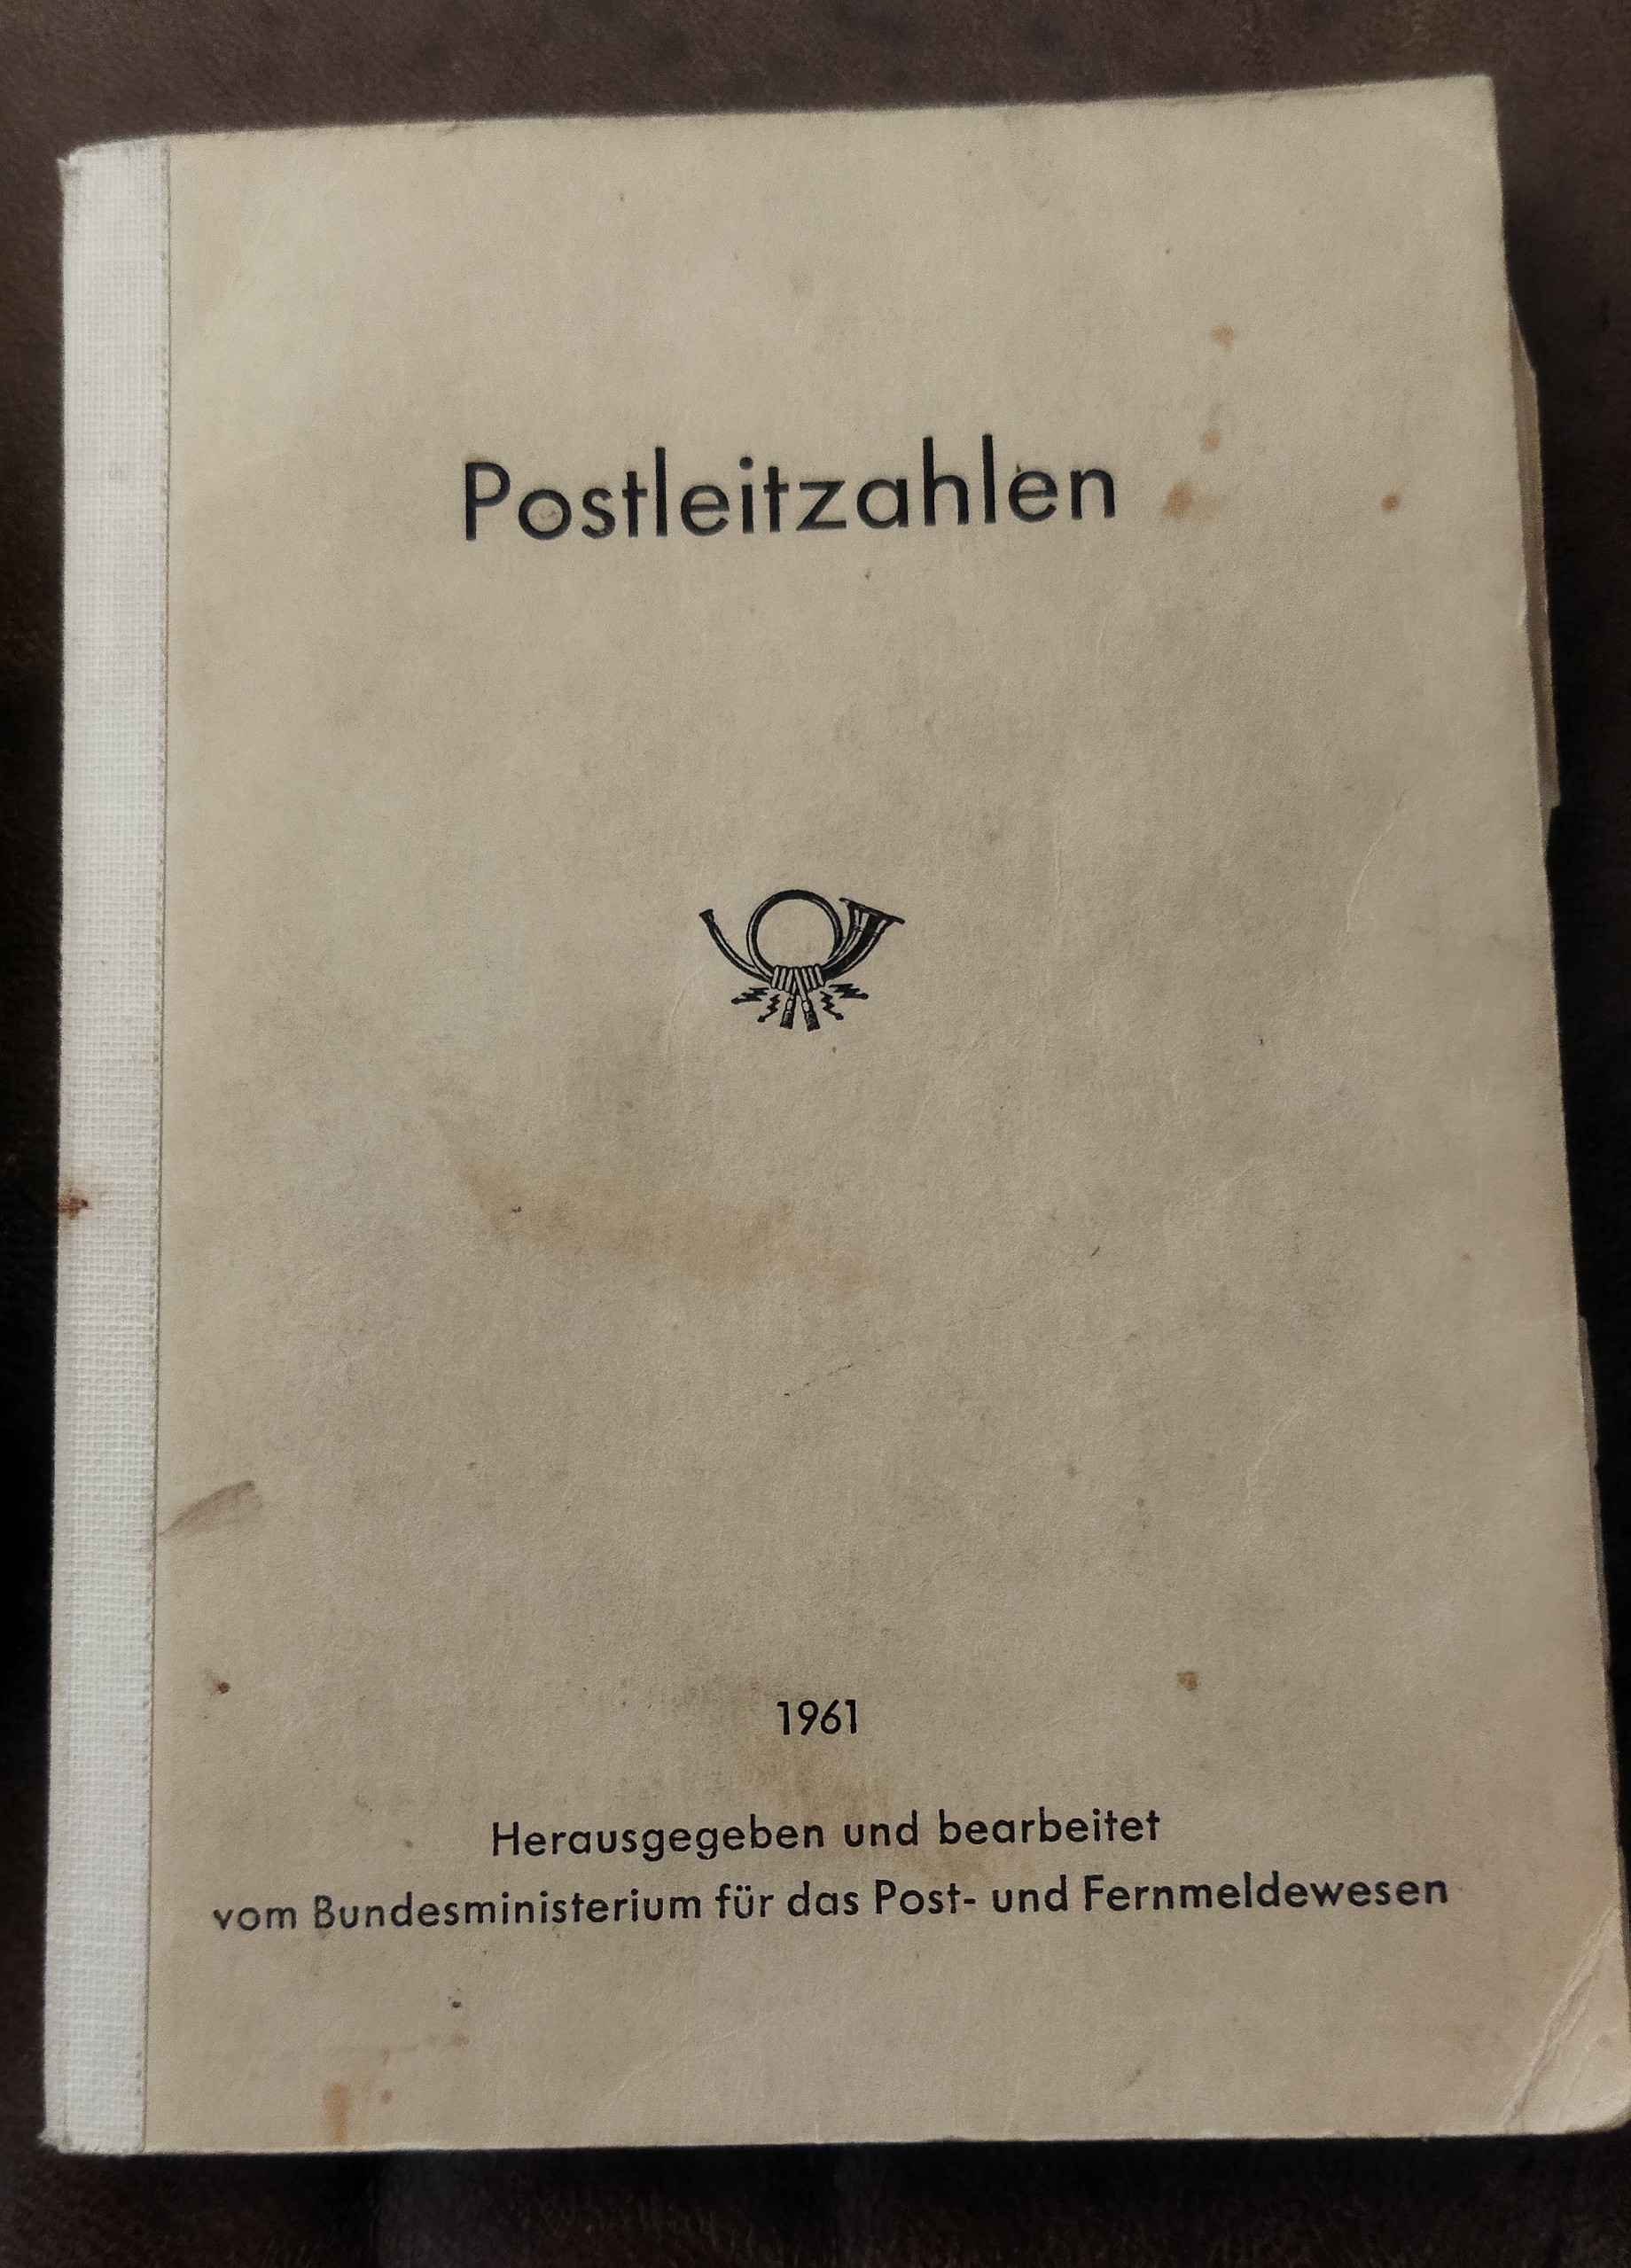 Postleitzahlen
1961
Herausgegeben und bearbeitet
vom Bundesministerium für das Post- und Fernmeldewesen